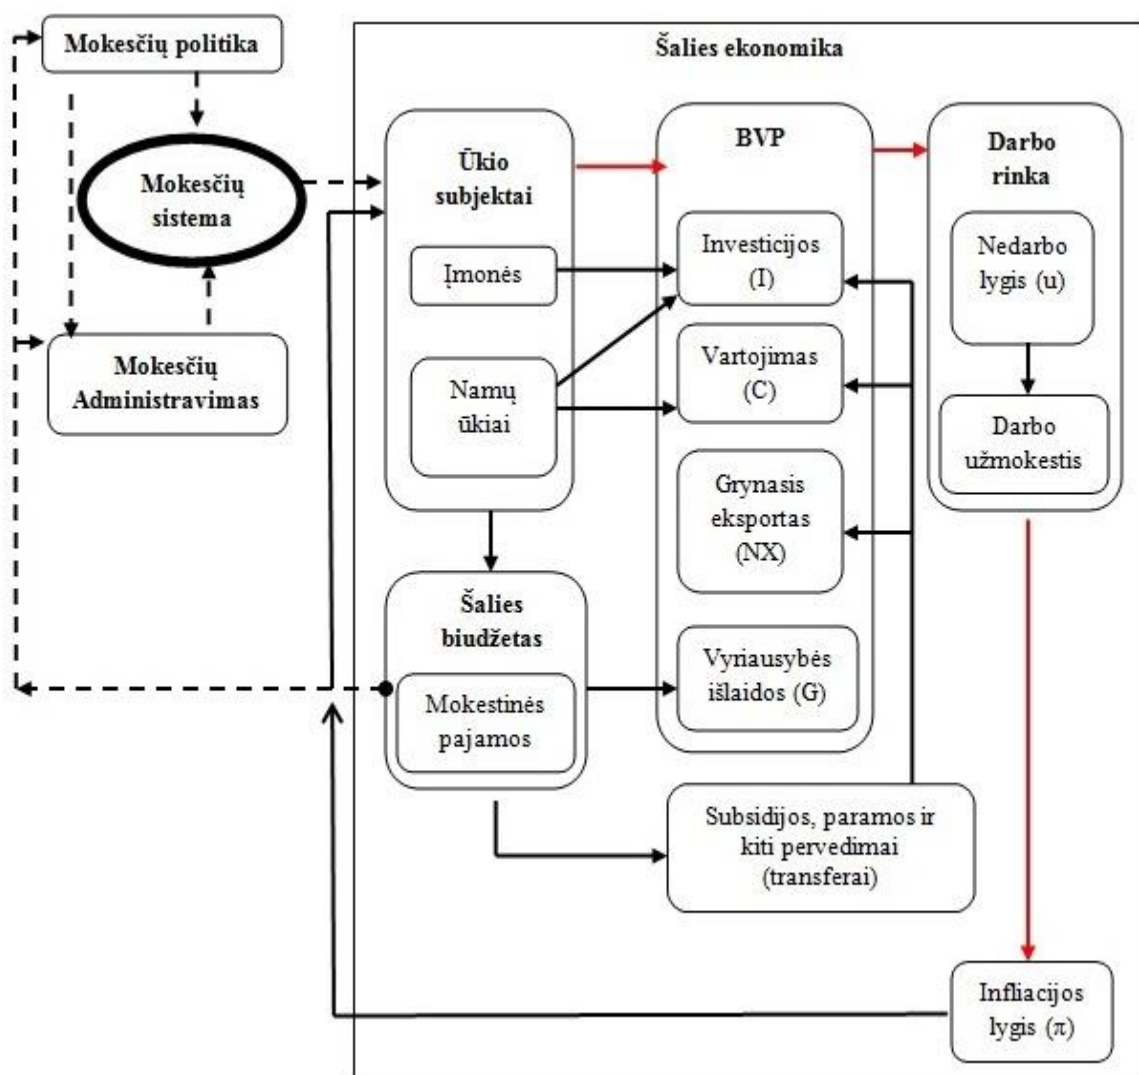 Mokesčių politika
Šalies ekonomika
Mokesčių
sistema
Mokesčių
Administravimas
Ūkio
subjektai
Įmonės
Namų
ūkiai
Šalies
biudžetas
Mokestinės
pajamos
BVP
Investicijos
(I)
Vartojimas
(C)
Grynasis
eksportas
(NX)
Vyriausybės
išlaidos (G)
Subsidijos, paramos ir
kiti pervedimai
(transferai)
Darbo
rinka
Nedarbo
lygis (u)
Darbo
užmokestis
Infliacijos
lygis (π)